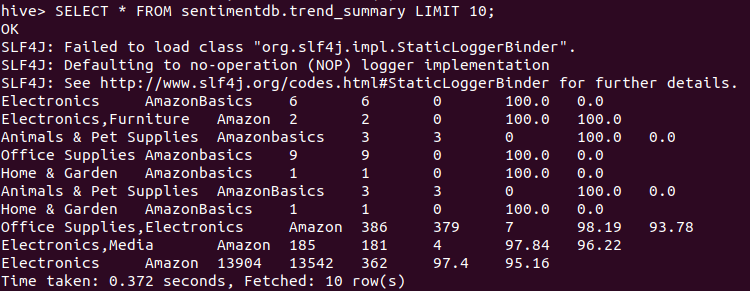 hive> SELECT * FROM sentimentdb.trend_summary LIMIT 10;
OK
SLF4J: Failed to load class "org.slf4j.impl.StaticLoggerBinder".
SLF4J: Defaulting to no-operation (NOP) logger implementation
SLF4J: See http://www.slf4j.org/codes.html#StaticLoggerBinder for further details.
Electronics	AmazonBasics	6	6	0	100.0	0.0
Electronics,Furniture	Amazon	2	2	0	100.0	100.0
Animals & Pet Supplies	Amazonbasics	3	3	0	100.0	0.0
Office Supplies	Amazonbasics	9	9	0	100.0	0.0
Home & Garden	Amazonbasics	1	1	0	100.0	0.0
Animals & Pet Supplies	AmazonBasics	3	3	0	100.0	0.0
Home & Garden	AmazonBasics	1	1	0	100.0	0.0
Office Supplies,Electronics	Amazon	386	379	7	98.19	93.78
Electronics,Media	Amazon	185	181	4	97.84	96.22
Electronics	Amazon	13904	13542	362	97.4	95.16
Time taken: 0.372 seconds, Fetched: 10 row(s)